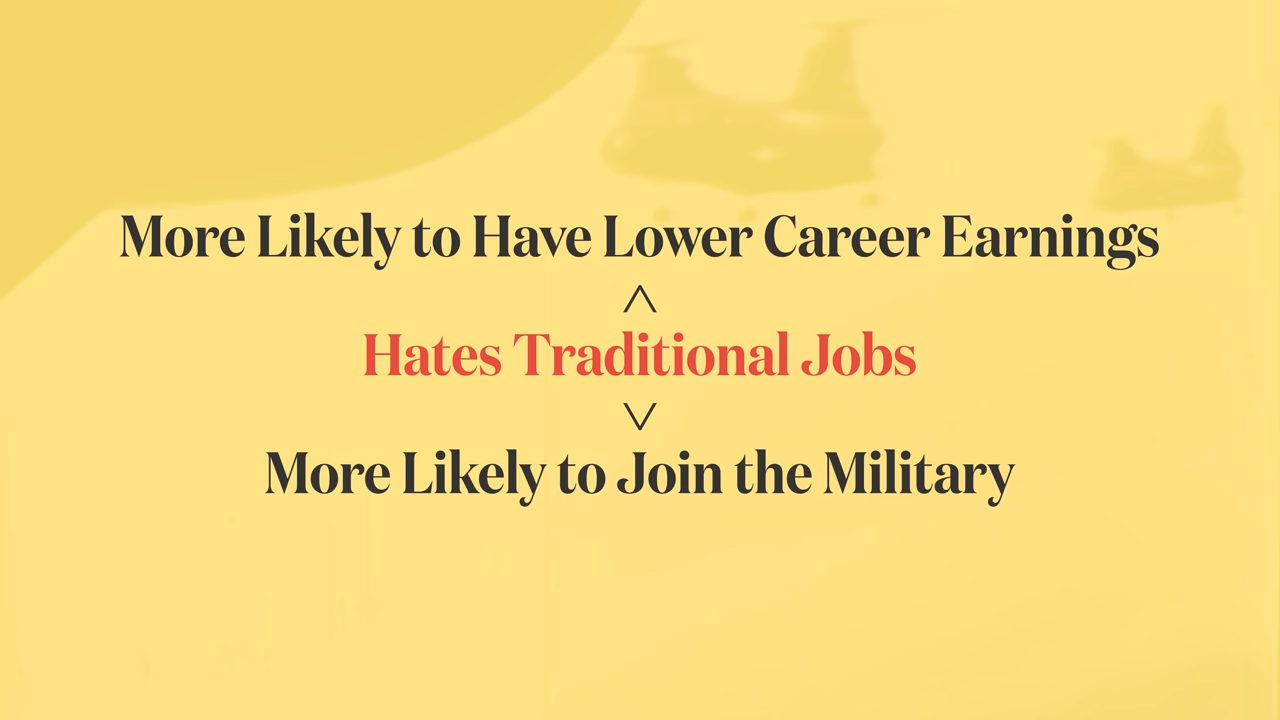 More Likely to Have Lower Career Earnings
Hates Traditional Jobs
More Likely to Join the Military